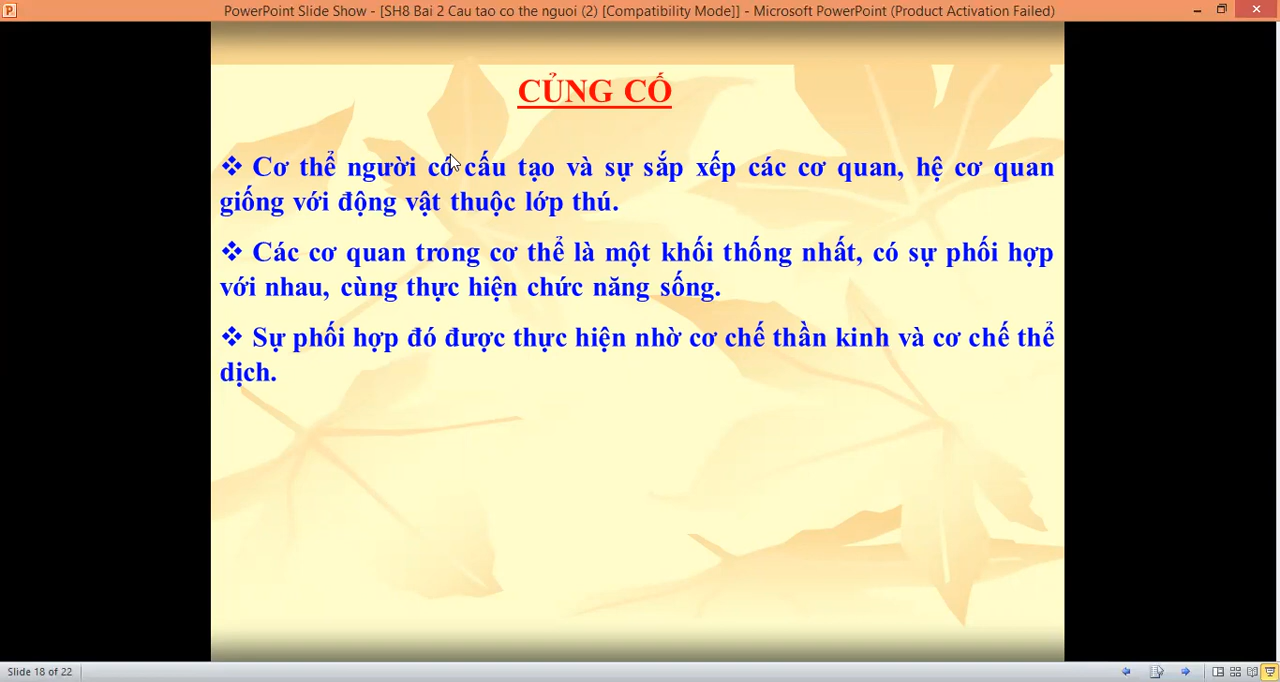 PowerPoint Slide Show - [SH8 Bai 2 Cau tao co the nguoi (2) [Compatibility Mode]] - Microsoft PowerPoint (Product Activation Failed)
CỦNG CỐ
❖ Cơ thể người có cấu tạo và sự sắp xếp các cơ quan, hệ cơ quan
giống với động vật thuộc lớp thú.
❖ Các cơ quan trong cơ thể là một khối thống nhất, có sự phối hợp
với nhau, cùng thực hiện chức năng sống.
❖ Sự phối hợp đó được thực hiện nhờ cơ chế thần kinh và cơ chế thể
dịch.
Slide 18 of 22